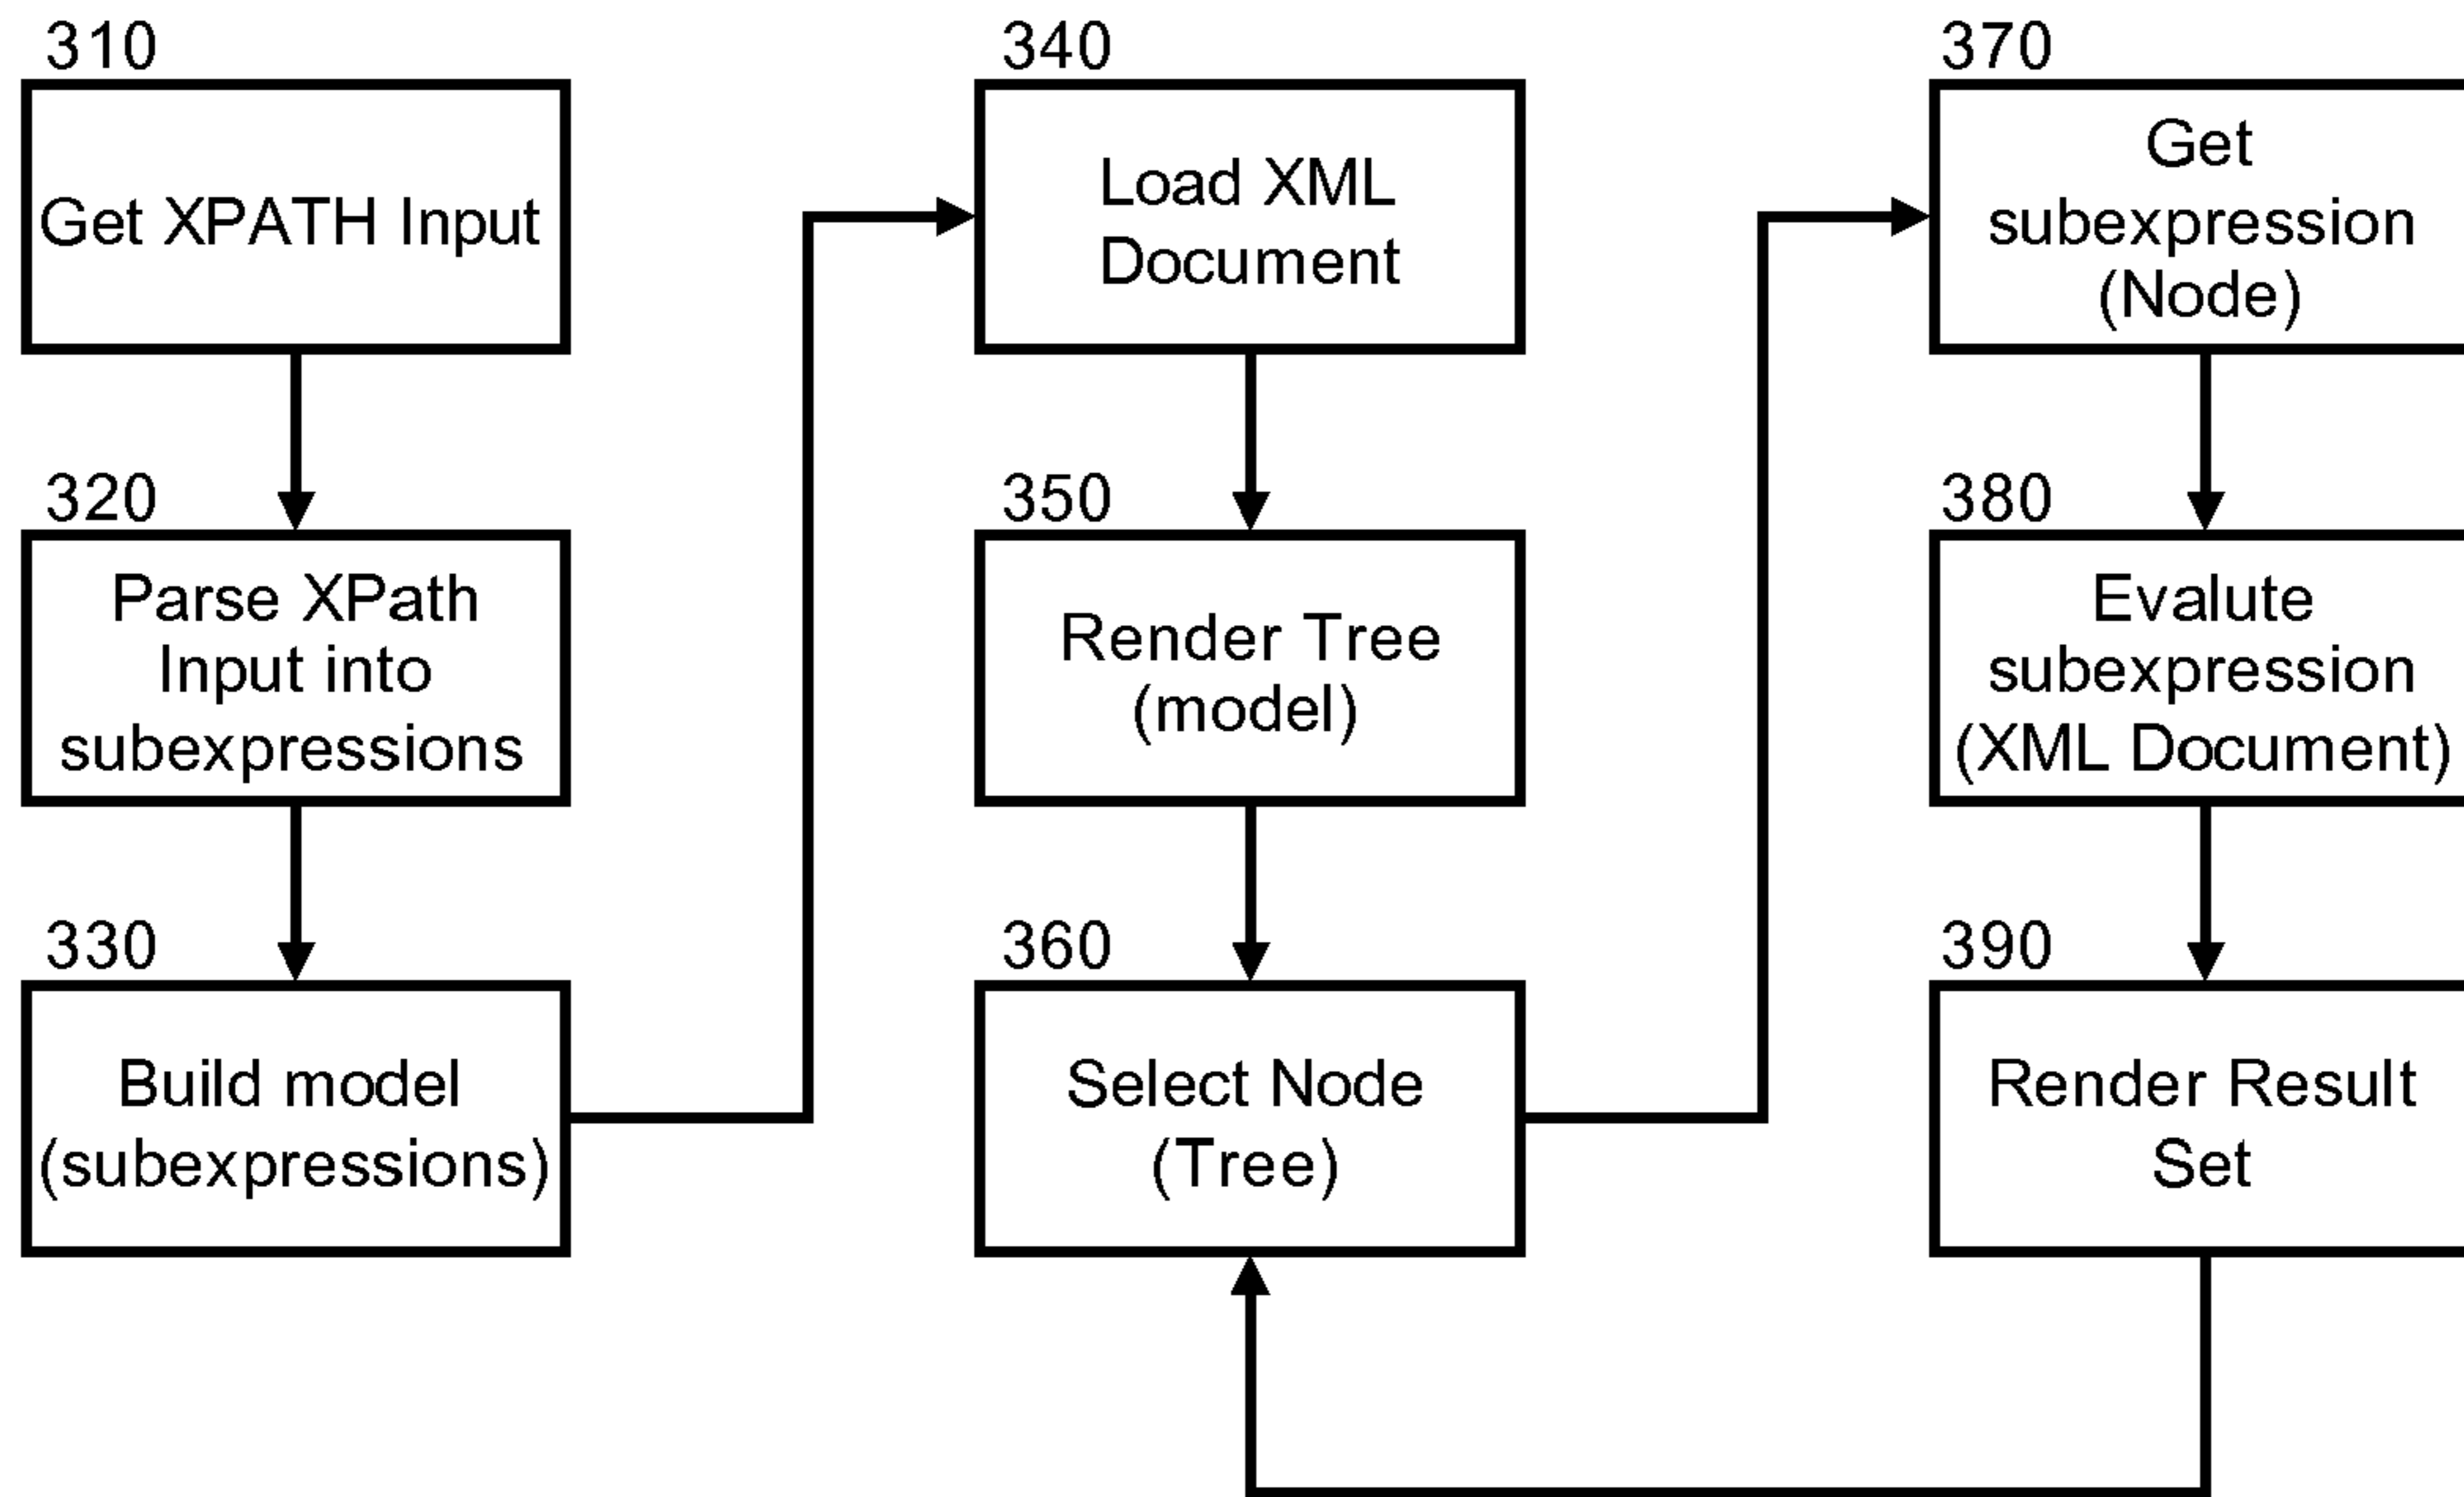 310
Get XPATH Input
320
Parse XPath
Input into
subexpressions
330
Build model
(subexpressions)
340
Load XML
Document
350
Render Tree
(model)
360
Select Node
(Tree)
370
Get
subexpression
(Node)
380
Evalute
subexpression
(XML Document)
390
Render Result
Set